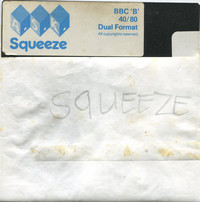 BBC 'B'
40/80
Dual Format
All copyrights reserved.
Squeeze
SQUEEZE